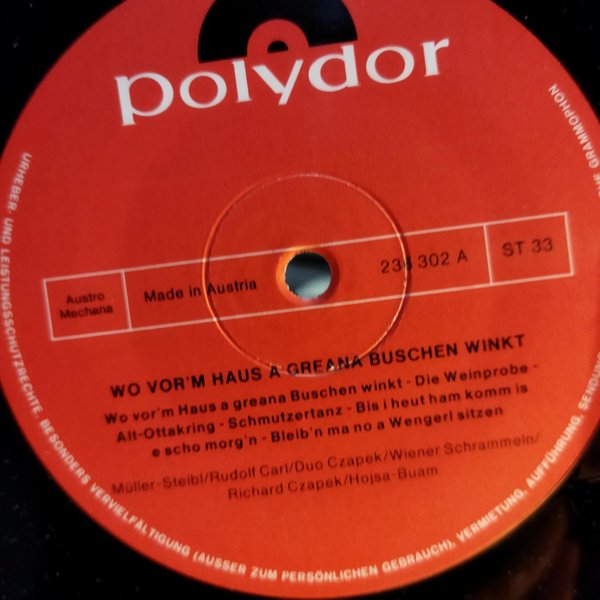 polydor
Austro
Mechana
Made in Austria
302 A
ST 33
WO VOR'M HAUS A GREANA BUSCHEN WINKT
Wo vor'm Haus a greana Buschen winkt - Die Weinprobe -
Alt-Ottakring - Schmutzertanz - Bis i heut ham komm is
e scho morg'n - Bleib'n ma no a Wengerl sitzen
Müller-Steibl/Rudolf Carl/Duo Czapek/Wiener Schrammeln/
Richard Czapek/Hojsa-Buam
URHEBER- UND LEISTUNGSSCHUTZRECHTE, BESONDERS VERVIELFÄLTIGUNG (AUSSER ZUM PERSÖNLICHEN GEBRAUCH), VERMIETUNG, AUFFÜHRUNG, SENDUNG
GRAMMOPHON